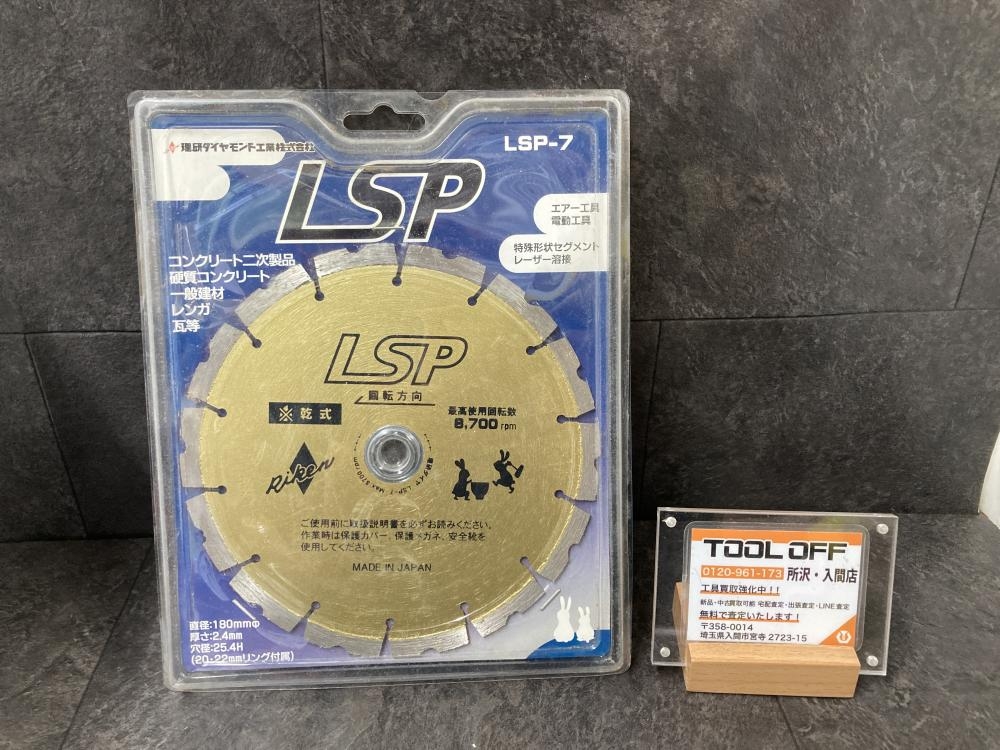 理研ダイヤモンド工業株式会社
LSP-7
LSP
エアー工具
電動工具
特殊形状セグメント
レーザー溶接
コンクリート二次製品
硬質コンクリート
一般建材
レンガ
瓦等
LSP
回転方向
※乾式
最高使用回転数
8,700 rpm
Riken
理研ダイヤ LSP-7 Max 8700 rpm
ご使用前に取扱説明書を必ずお読みください。
作業時は保護カバー、保護メガネ、安全靴を
使用してください。
MADE IN JAPAN
直径:180mmΦ
厚さ:2.4mm
穴径:25.4H
(20・22mmリング付属)
TOOL OFF
0120-961-173 所沢・入間店
工具買取強化中!!
新品・中古買取可能 宅配査定・出張査定・LINE査定
無料で査定いたします!
〒358-0014
埼玉県入間市宮寺 2723-15